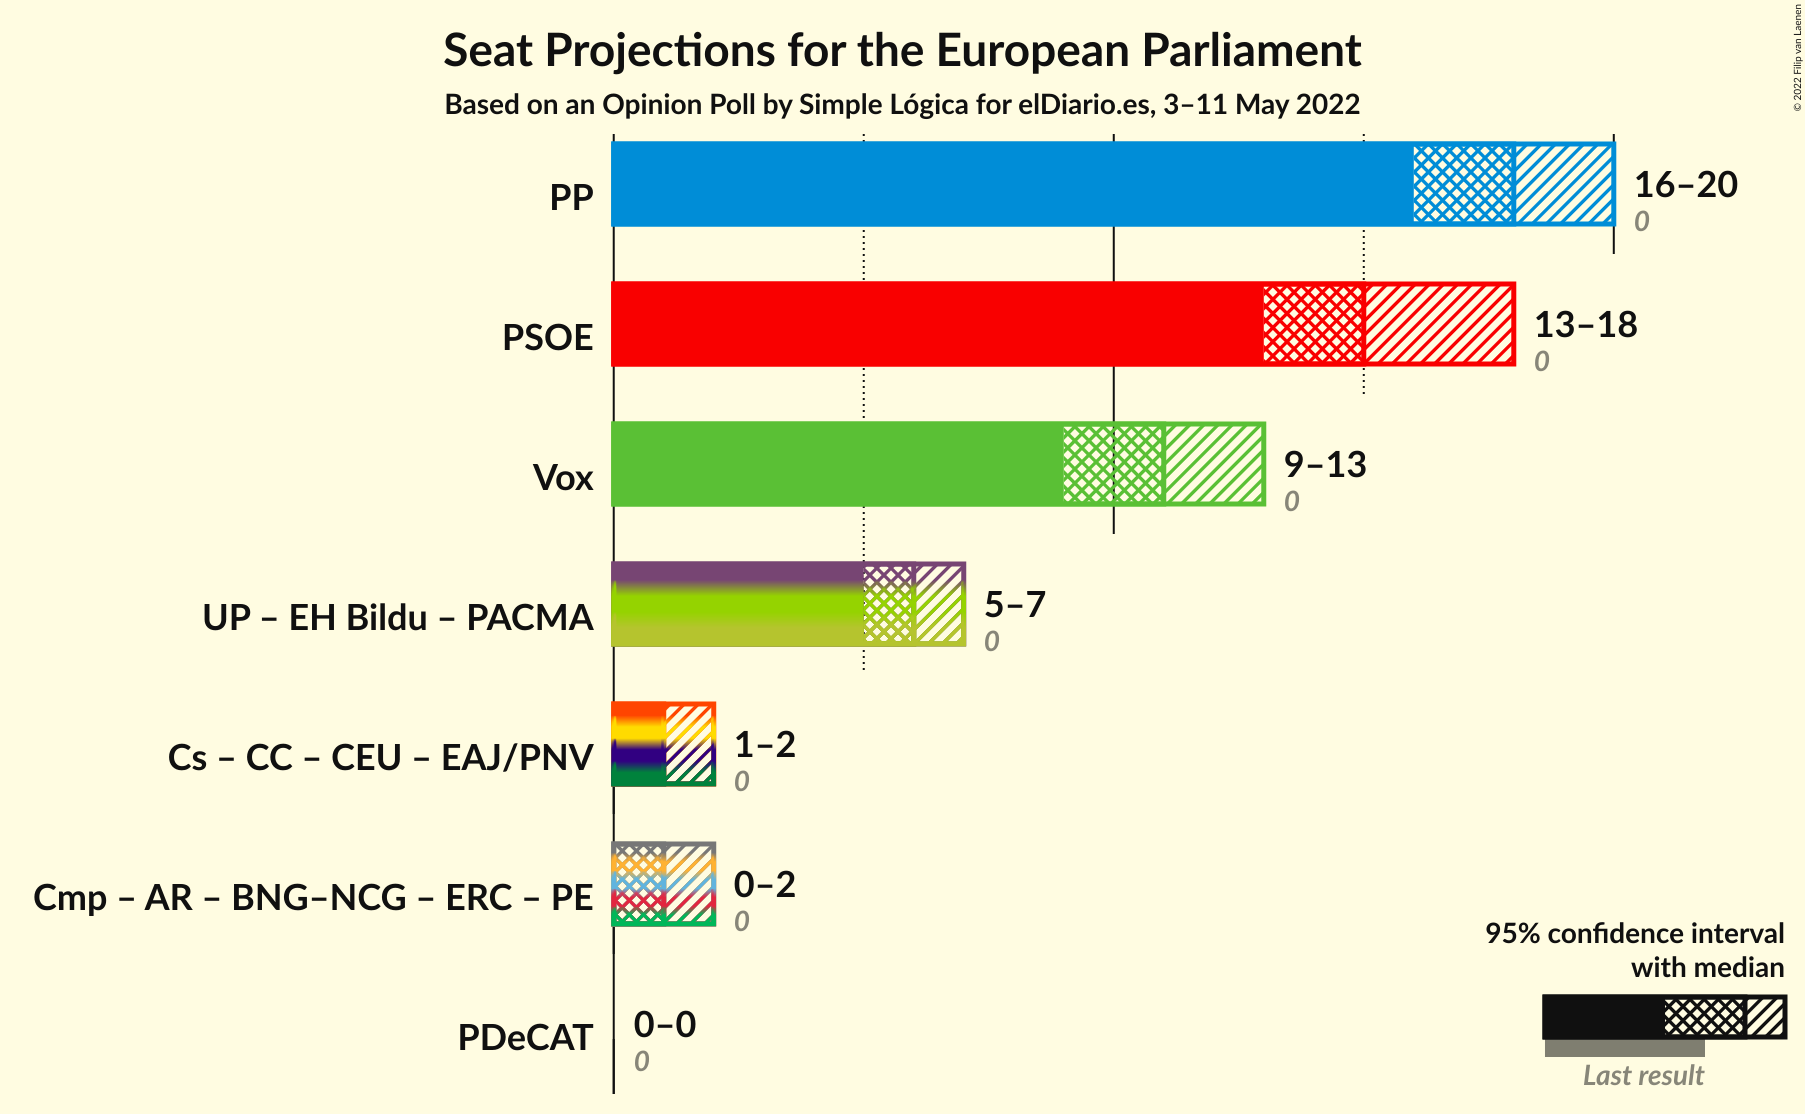 Seat Projections for the European Parliament
Based on an Opinion Poll by Simple Lógica for elDiario.es, 3–11 May 2022
© 2022 Filip van Laenen
PP
16–20
0
PSOE
13–18
0
Vox
9–13
0
UP – EH Bildu – PACMA
5–7
0
Cs – CC – CEU – EAJ/PNV
1–2
0
Cmp – AR – BNG–NCG – ERC – PE
0–2
0
PDeCAT
0–0
0
95% confidence interval
with median
Last result